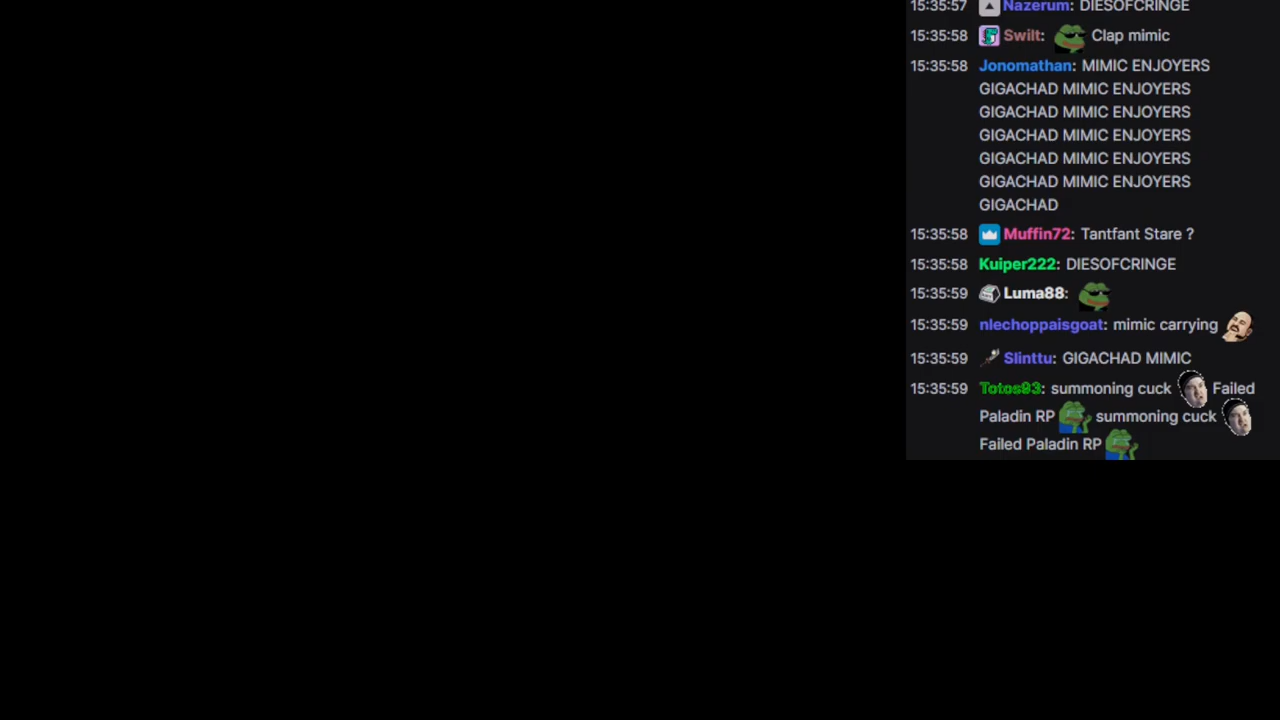 15:35:57 Nazerum: DIESOFCRINGE
15:35:58 Swilt: Clap mimic
15:35:58 Jonomathan: MIMIC ENJOYERS
GIGACHAD MIMIC ENJOYERS
GIGACHAD MIMIC ENJOYERS
GIGACHAD MIMIC ENJOYERS
GIGACHAD MIMIC ENJOYERS
GIGACHAD MIMIC ENJOYERS
GIGACHAD
15:35:58 Muffin72: Tantfant Stare ?
15:35:58 Kuiper222: DIESOFCRINGE
15:35:59 Luma88:
15:35:59 nlechoppaisgoat: mimic carrying
15:35:59 Slinttu: GIGACHAD MIMIC
15:35:59 Totos93: summoning cuck Failed
Paladin RP summoning cuck
Failed Paladin RP